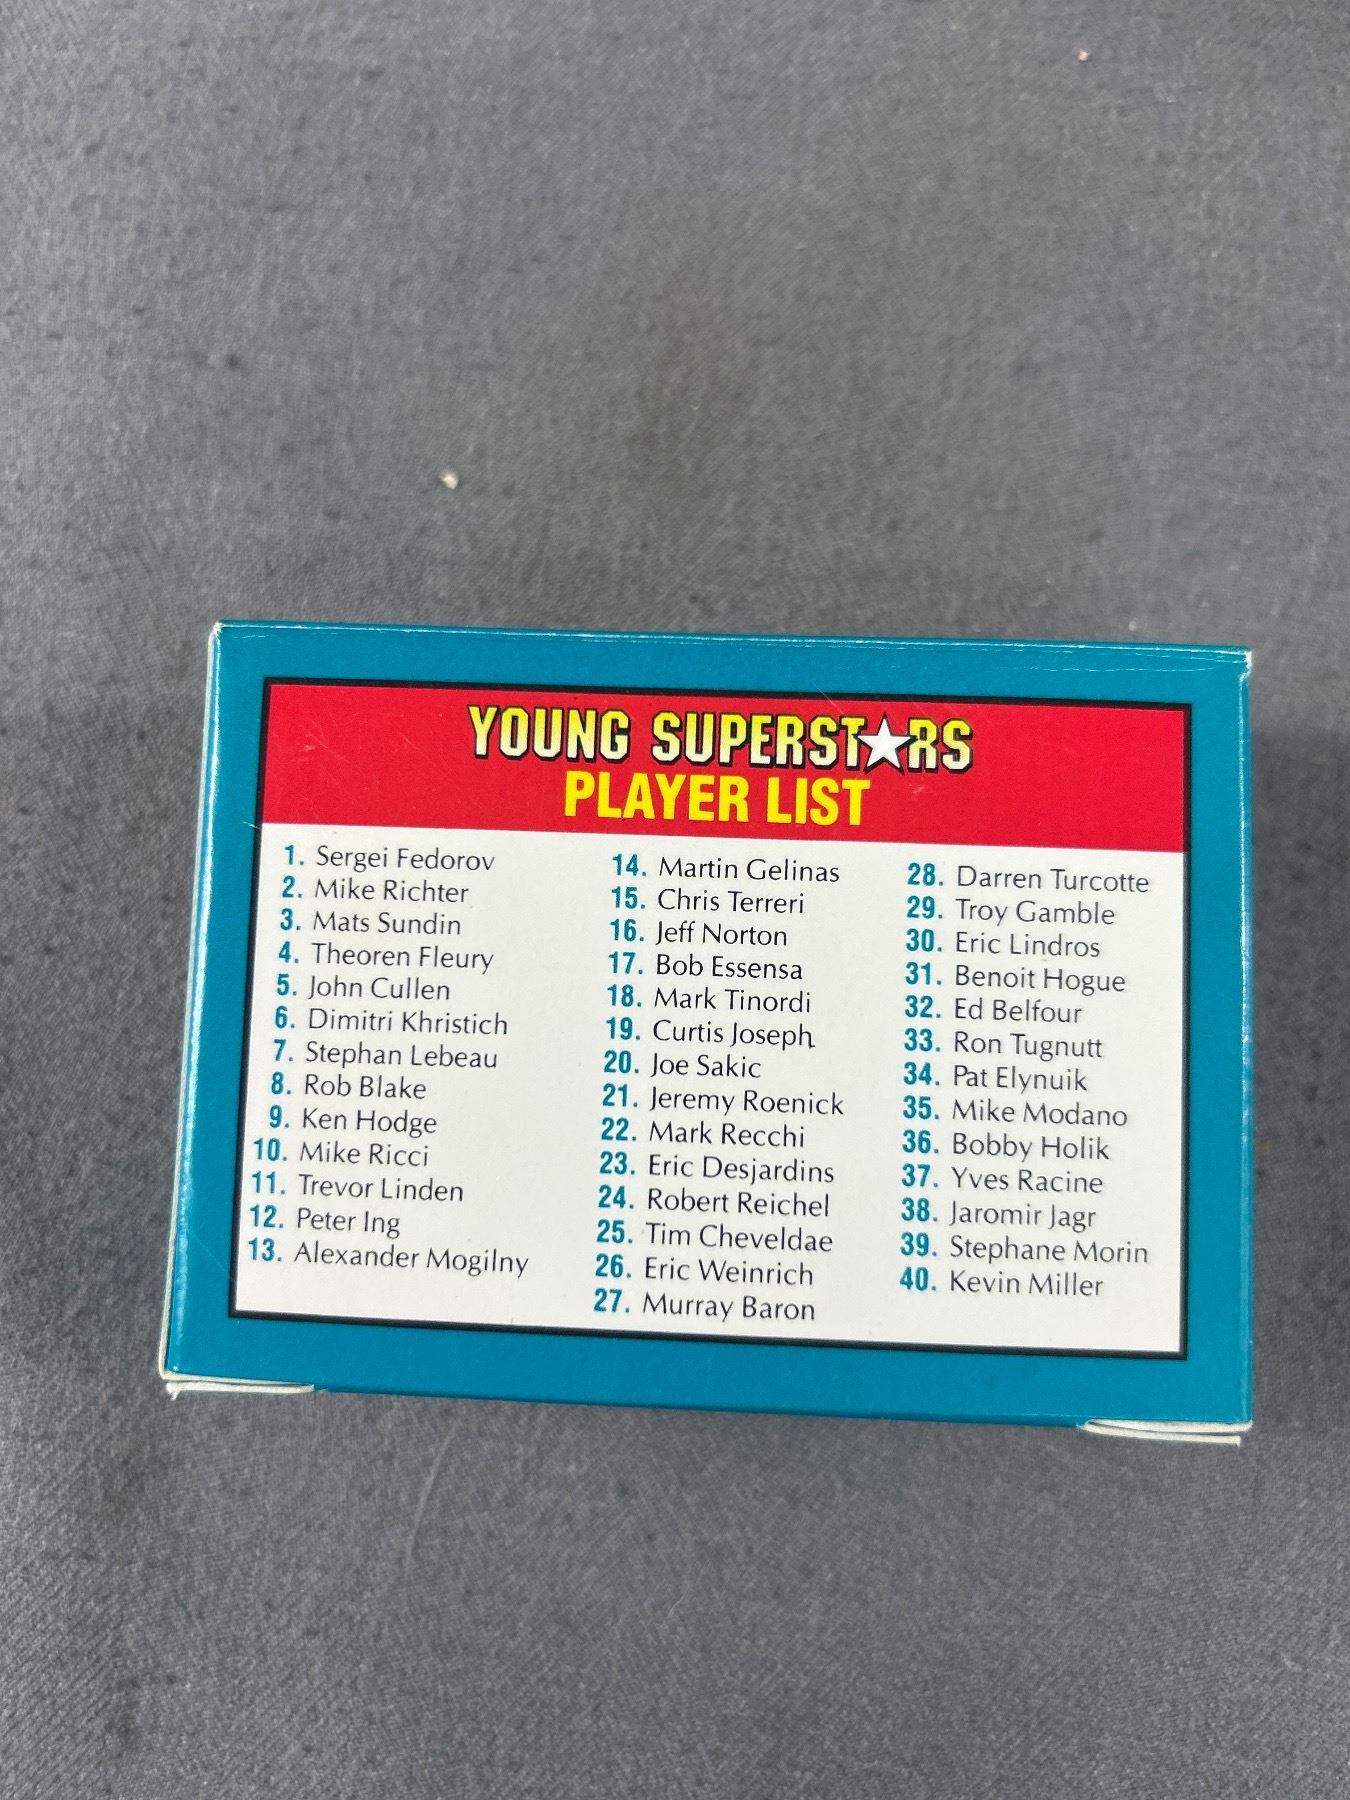 YOUNG SUPERST★RS
PLAYER LIST
1. Sergei Fedorov
2. Mike Richter
3. Mats Sundin
4. Theoren Fleury
5. John Cullen
6. Dimitri Khristich
7. Stephan Lebeau
8. Rob Blake
9. Ken Hodge
10. Mike Ricci
11. Trevor Linden
12. Peter Ing
13. Alexander Mogilny
14. Martin Gelinas
15. Chris Terreri
16. Jeff Norton
17. Bob Essensa
18. Mark Tinordi
19. Curtis Joseph
20. Joe Sakic
21. Jeremy Roenick
22. Mark Recchi
23. Eric Desjardins
24. Robert Reichel
25. Tim Cheveldae
26. Eric Weinrich
27. Murray Baron
28. Darren Turcotte
29. Troy Gamble
30. Eric Lindros
31. Benoit Hogue
32. Ed Belfour
33. Ron Tugnutt
34. Pat Elynuik
35. Mike Modano
36. Bobby Holik
37. Yves Racine
38. Jaromir Jagr
39. Stephane Morin
40. Kevin Miller